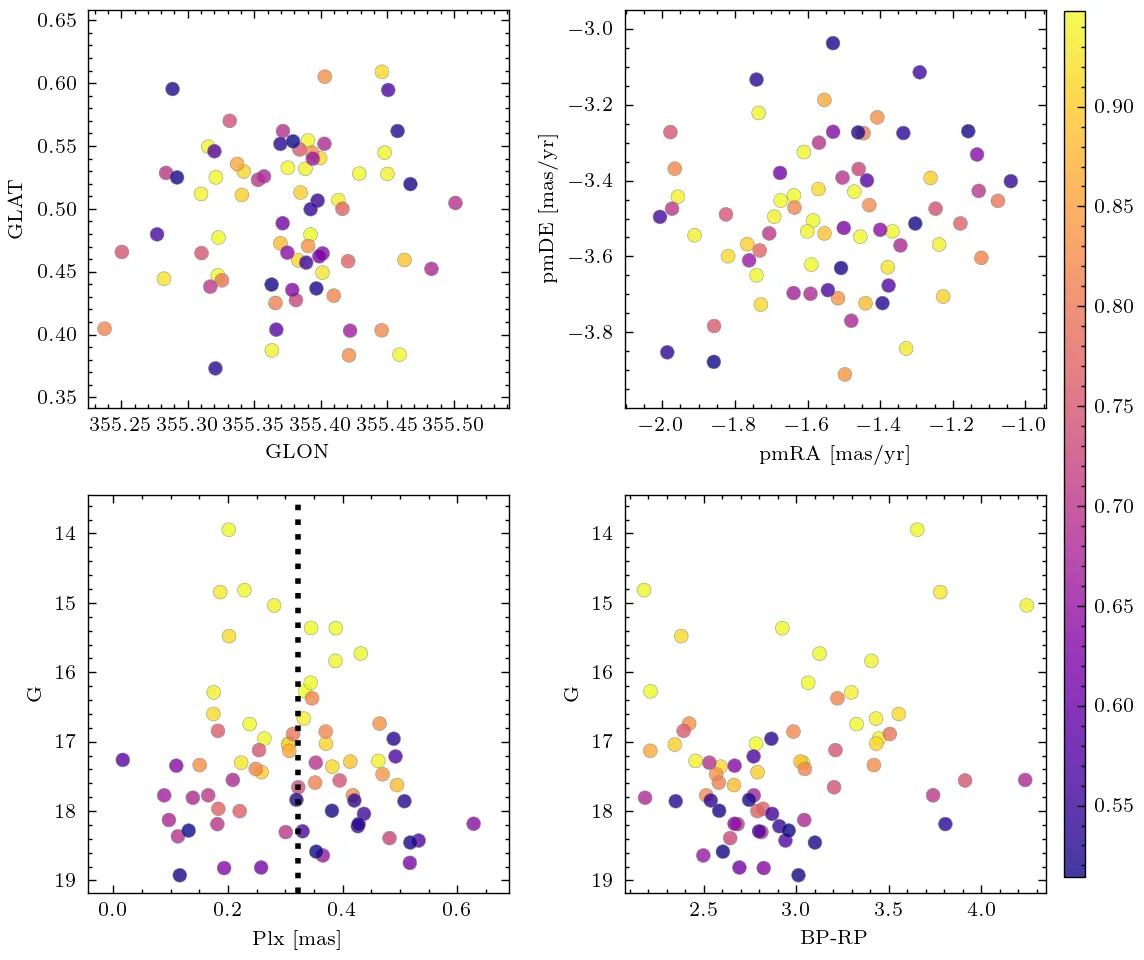 0.65
0.60
0.55
0.50
0.45
0.40
0.35
GLAT
355.25 355.30 355.35 355.40 355.45 355.50
GLON
−3.0
−3.2
−3.4
−3.6
−3.8
pmDE [mas/yr]
−2.0 −1.8 −1.6 −1.4 −1.2 −1.0
pmRA [mas/yr]
14
15
16
17
18
19
G
0.0 0.2 0.4 0.6
Plx [mas]
14
15
16
17
18
19
G
2.5 3.0 3.5 4.0
BP-RP
0.90
0.85
0.80
0.75
0.70
0.65
0.60
0.55